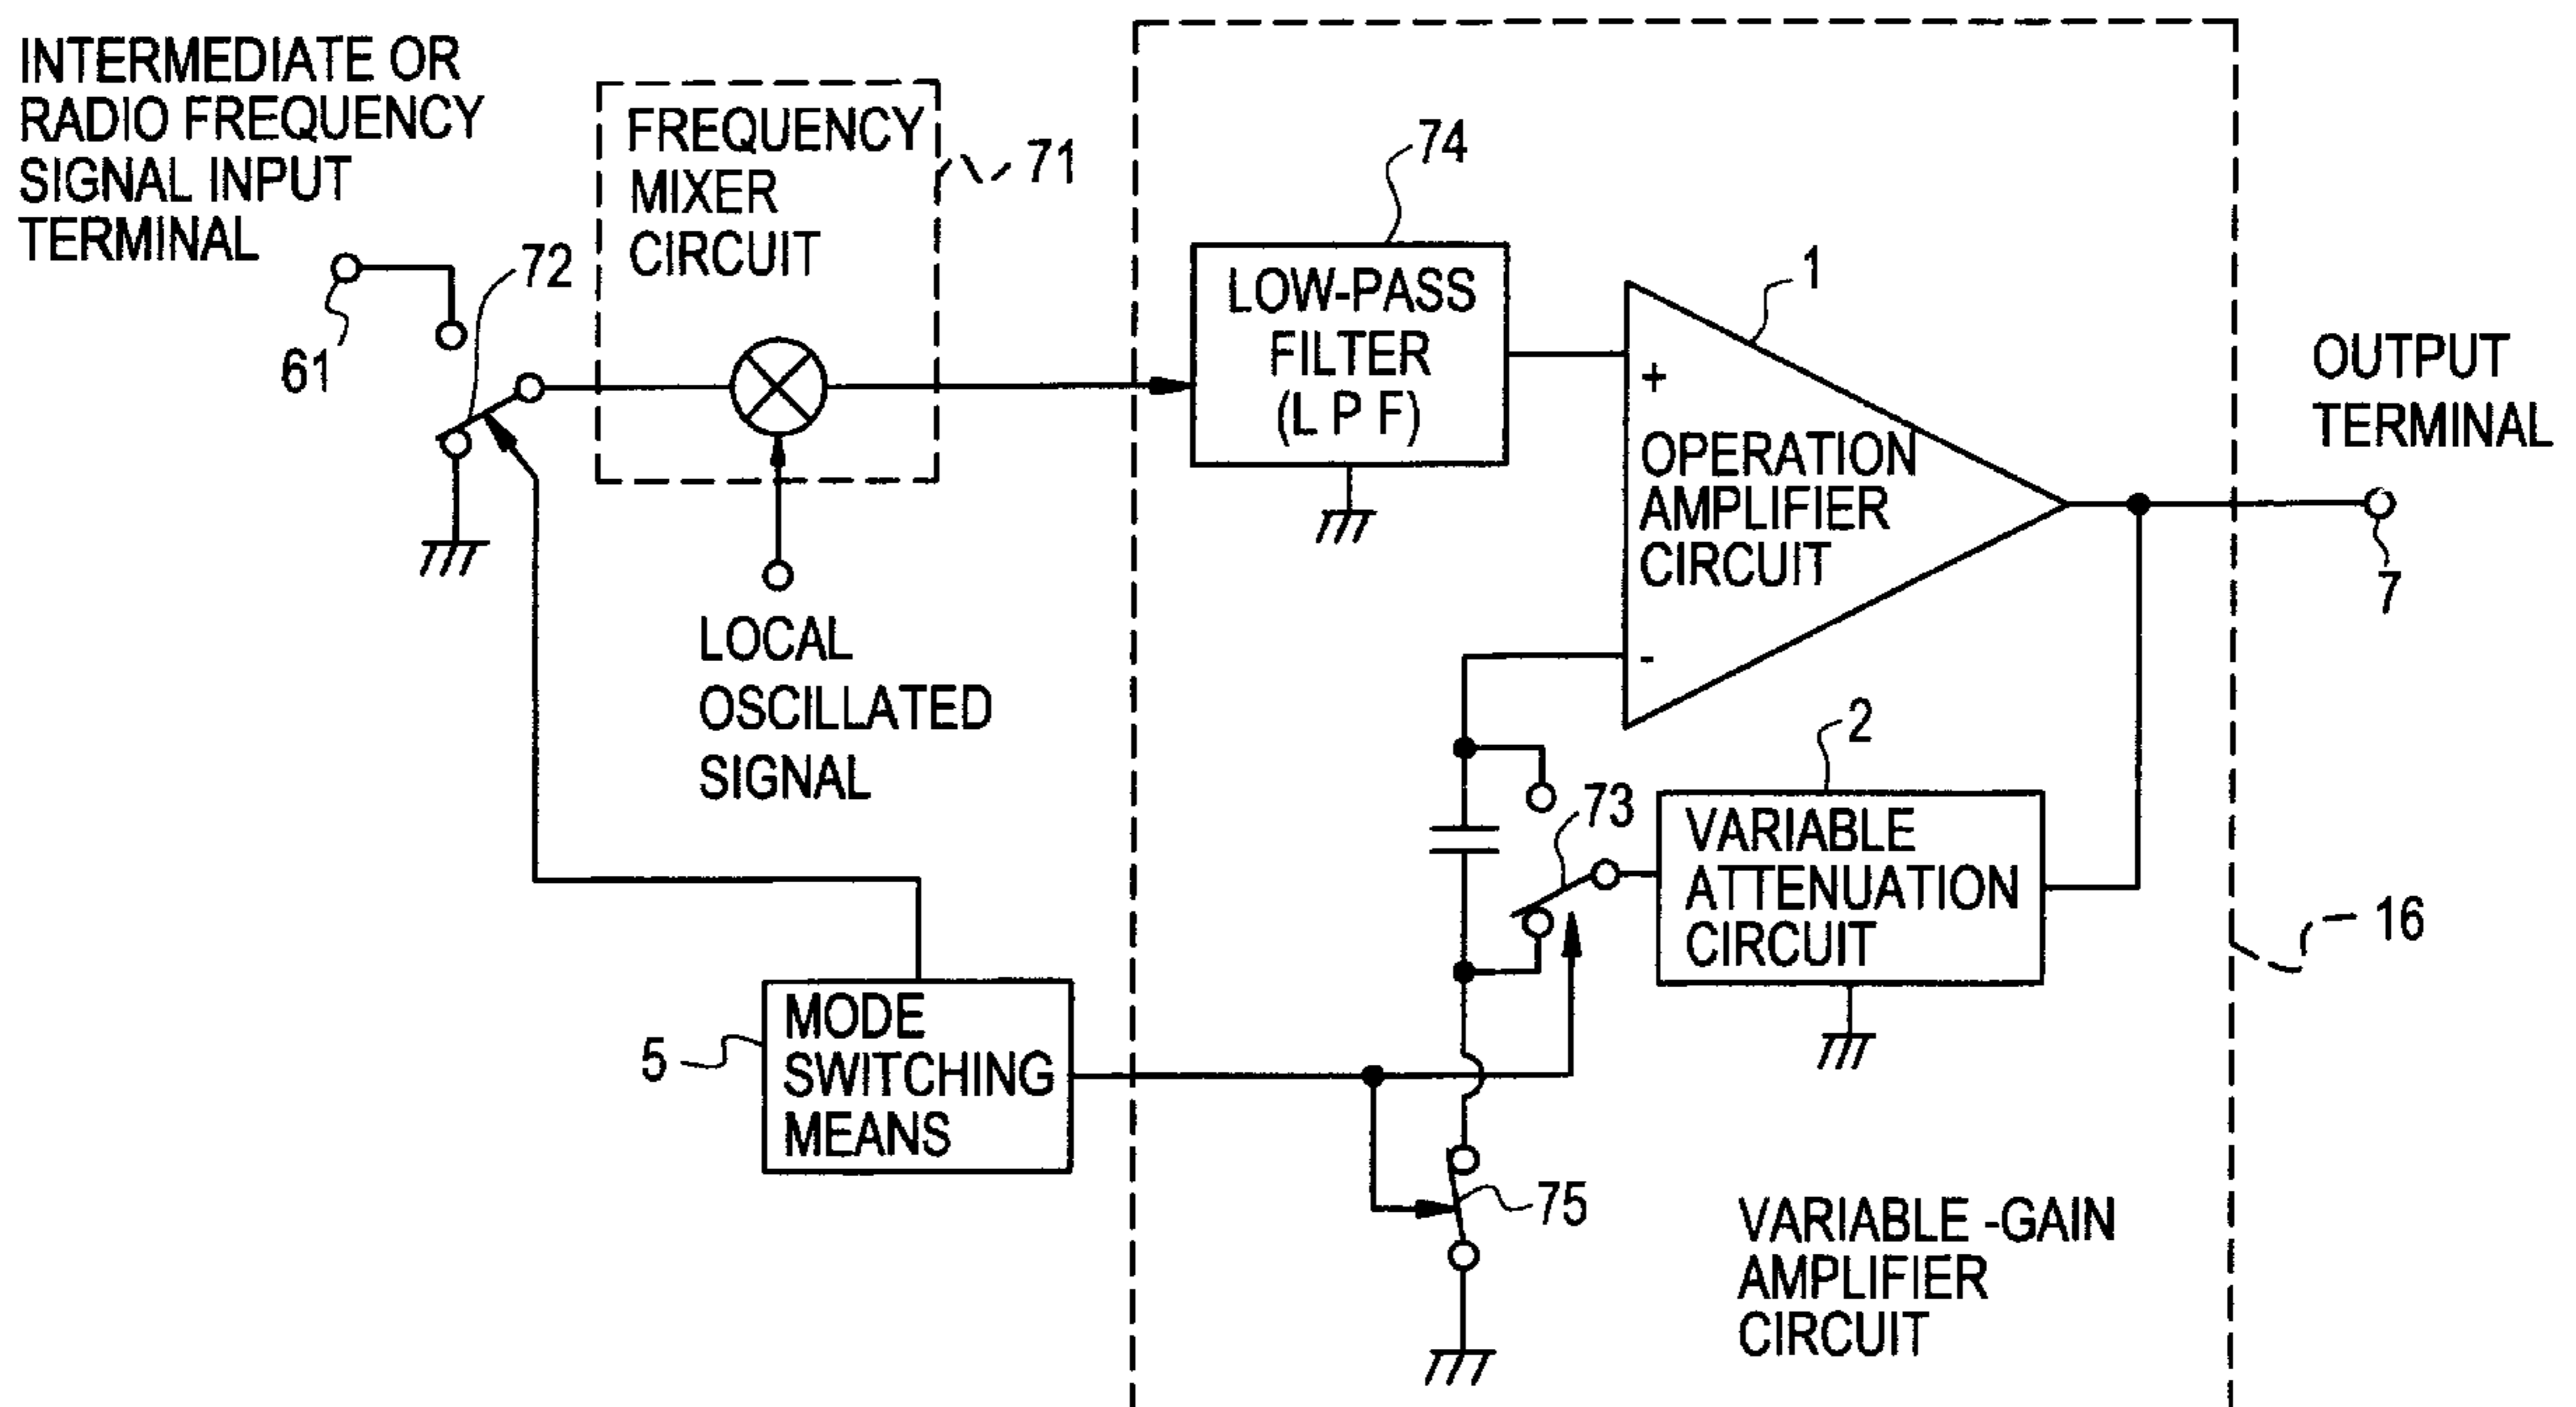 INTERMEDIATE OR
RADIO FREQUENCY
SIGNAL INPUT
TERMINAL
61
72
FREQUENCY
MIXER
CIRCUIT
71
LOCAL
OSCILLATED
SIGNAL
74
LOW-PASS
FILTER
(L P F)
1
+
OPERATION
AMPLIFIER
CIRCUIT
-
OUTPUT
TERMINAL
7
2
VARIABLE
ATTENUATION
CIRCUIT
73
16
5
MODE
SWITCHING
MEANS
75
VARIABLE -GAIN
AMPLIFIER
CIRCUIT